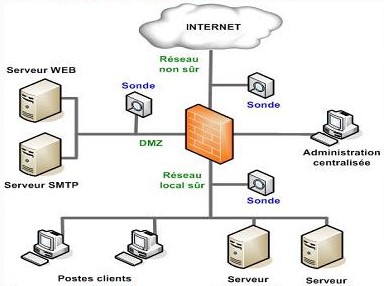 INTERNET
Réseau
non sûr
Serveur WEB
Sonde
Sonde
DMZ
Administration
centralisée
Serveur SMTP
Réseau
local sûr
Sonde
Postes clients
Serveur
Serveur